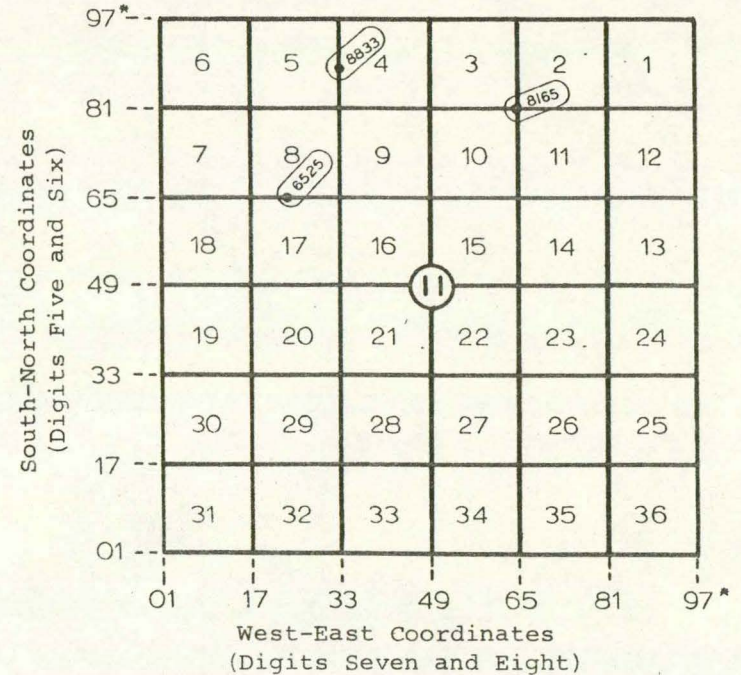 97*
6 5 4 3 2 1
8833
8165
81
7 8 9 10 11 12
6525
65
18 17 16 15 14 13
49
11
19 20 21 22 23 24
33
30 29 28 27 26 25
17
31 32 33 34 35 36
01
01 17 33 49 65 81 97*
South-North Coordinates
(Digits Five and Six)
West-East Coordinates
(Digits Seven and Eight)